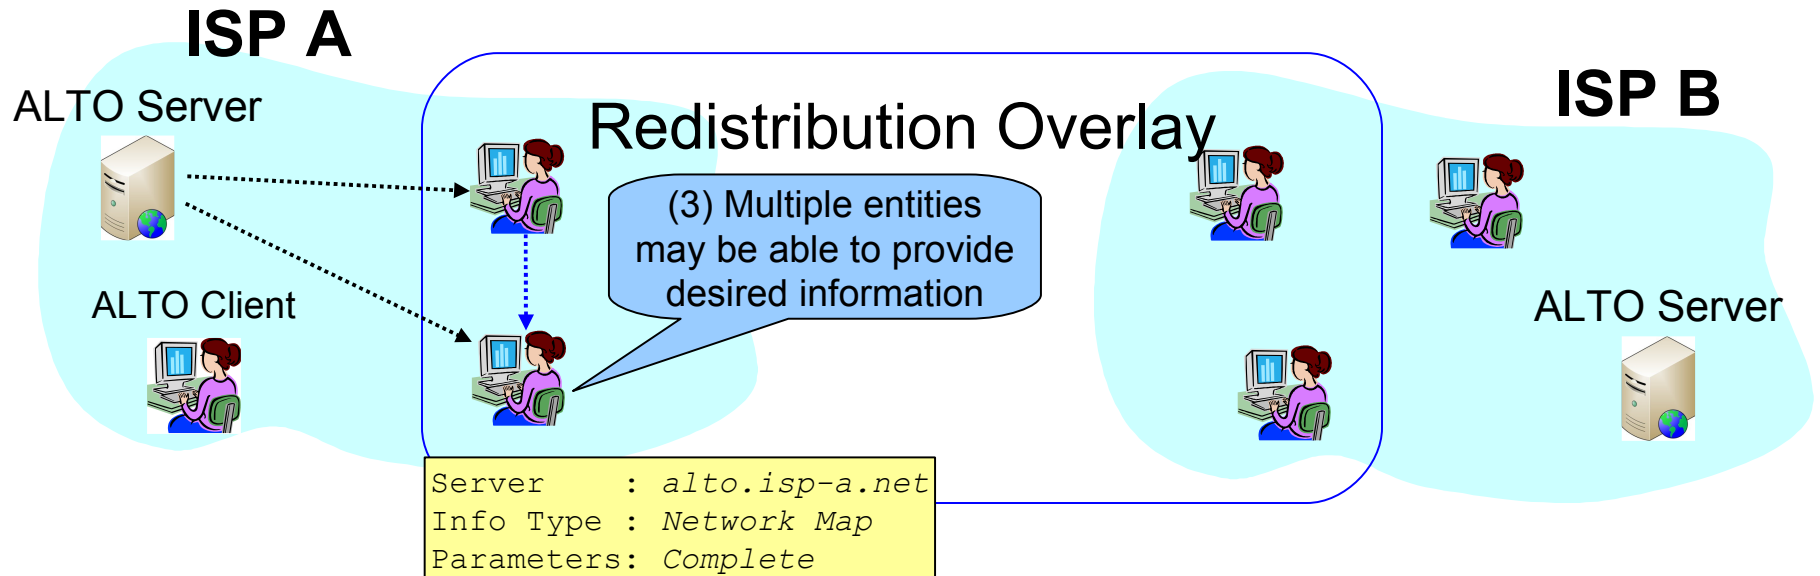 ISP A
ISP B
ALTO Server
Redistribution Overlay
(3) Multiple entities
may be able to provide
desired information
ALTO Client
ALTO Server
Server    : alto.isp-a.net
Info Type : Network Map
Parameters: Complete